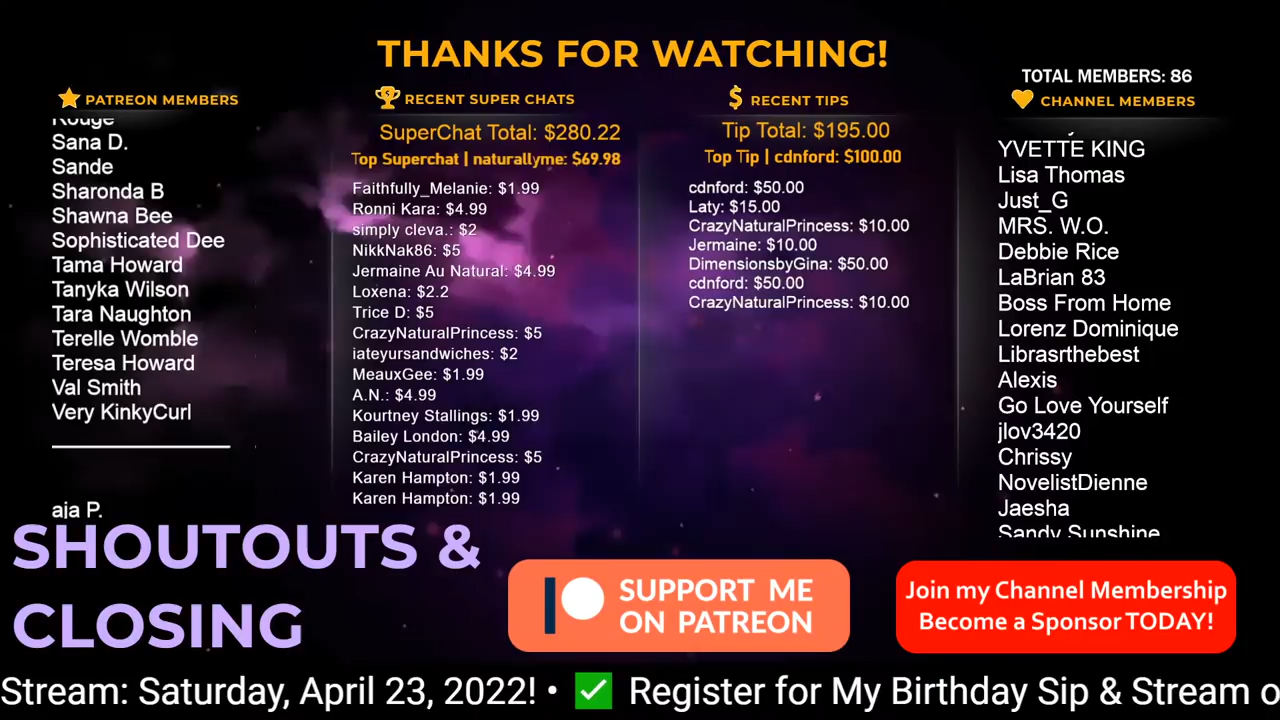 THANKS FOR WATCHING!
TOTAL MEMBERS: 86
PATREON MEMBERS
Rouge
Sana D.
Sande
Sharonda B
Shawna Bee
Sophisticated Dee
Tama Howard
Tanyka Wilson
Tara Naughton
Terelle Womble
Teresa Howard
Val Smith
Very KinkyCurl
aja P.
RECENT SUPER CHATS
SuperChat Total: $280.22
Top Superchat | naturallyme: $69.98
Faithfully_Melanie: $1.99
Ronni Kara: $4.99
simply cleva.: $2
NikkNak86: $5
Jermaine Au Natural: $4.99
Loxena: $2.2
Trice D: $5
CrazyNaturalPrincess: $5
iateyursandwiches: $2
MeauxGee: $1.99
A.N.: $4.99
Kourtney Stallings: $1.99
Bailey London: $4.99
CrazyNaturalPrincess: $5
Karen Hampton: $1.99
Karen Hampton: $1.99
RECENT TIPS
Tip Total: $195.00
Top Tip | cdnford: $100.00
cdnford: $50.00
Laty: $15.00
CrazyNaturalPrincess: $10.00
Jermaine: $10.00
DimensionsbyGina: $50.00
cdnford: $50.00
CrazyNaturalPrincess: $10.00
CHANNEL MEMBERS
YVETTE KING
Lisa Thomas
Just_G
MRS. W.O.
Debbie Rice
LaBrian 83
Boss From Home
Lorenz Dominique
Librasrthebest
Alexis
Go Love Yourself
jlov3420
Chrissy
NovelistDienne
Jaesha
Sandy Sunshine
SHOUTOUTS &
CLOSING
SUPPORT ME
ON PATREON
Join my Channel Membership
Become a Sponsor TODAY!
Stream: Saturday, April 23, 2022! • ✅ Register for My Birthday Sip & Stream o